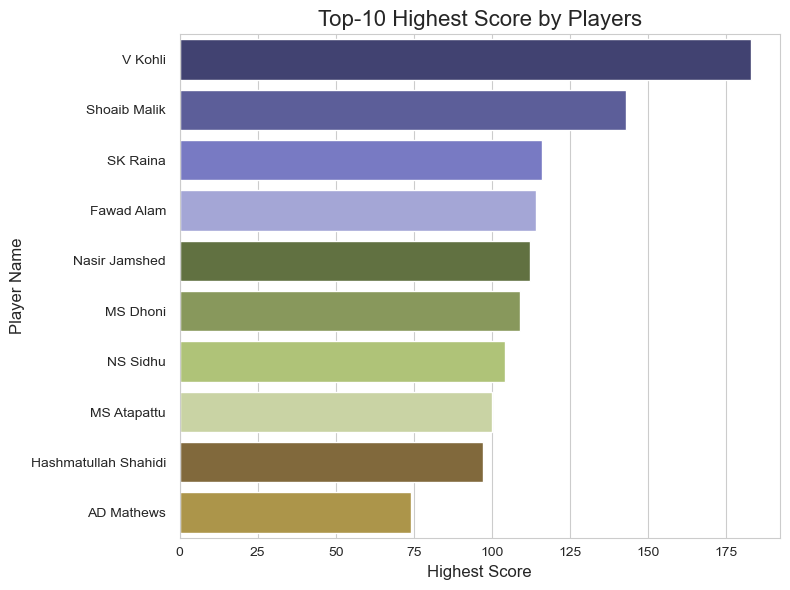 Top-10 Highest Score by Players
Player Name
V Kohli
Shoaib Malik
SK Raina
Fawad Alam
Nasir Jamshed
MS Dhoni
NS Sidhu
MS Atapattu
Hashmatullah Shahidi
AD Mathews
0 25 50 75 100 125 150 175
Highest Score